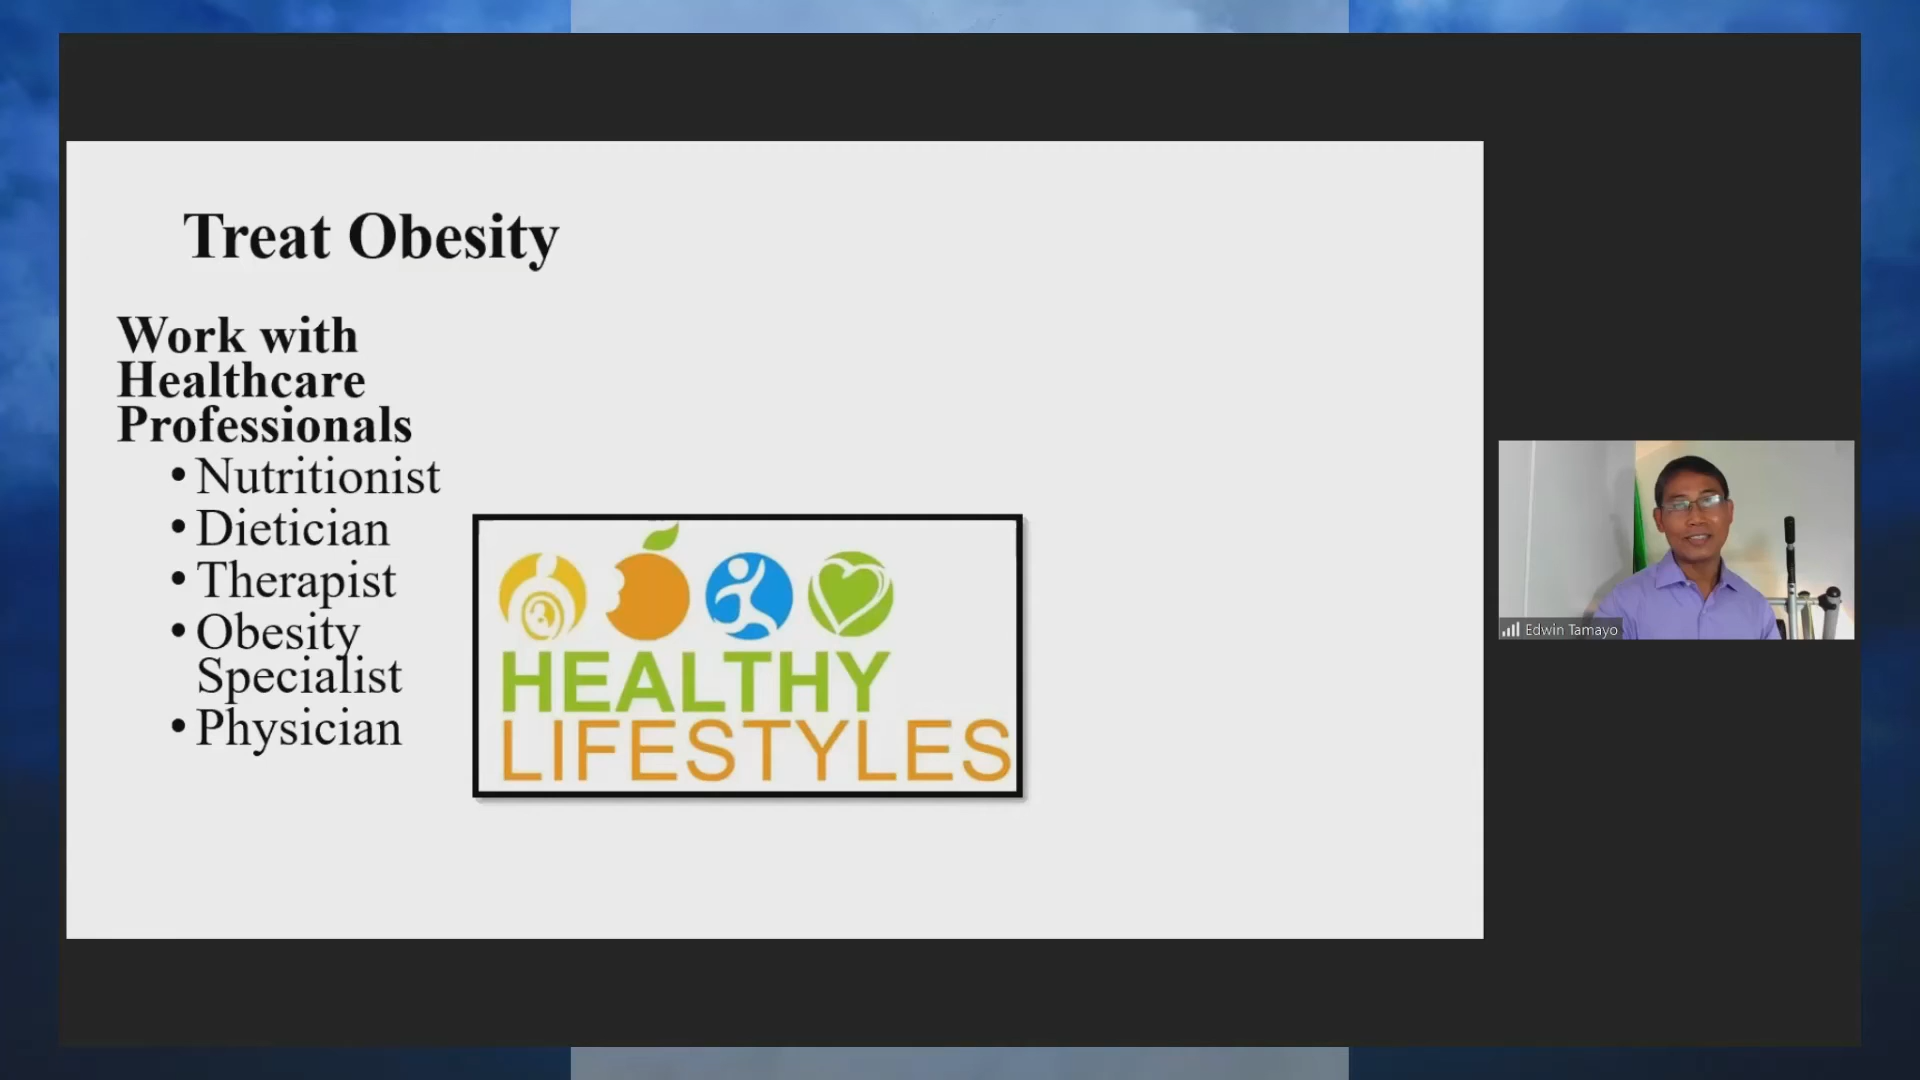 Treat Obesity
Work with
Healthcare
Professionals
• Nutritionist
• Dietician
• Therapist
• Obesity
Specialist
• Physician
HEALTHY
LIFESTYLES
Edwin Tamayo